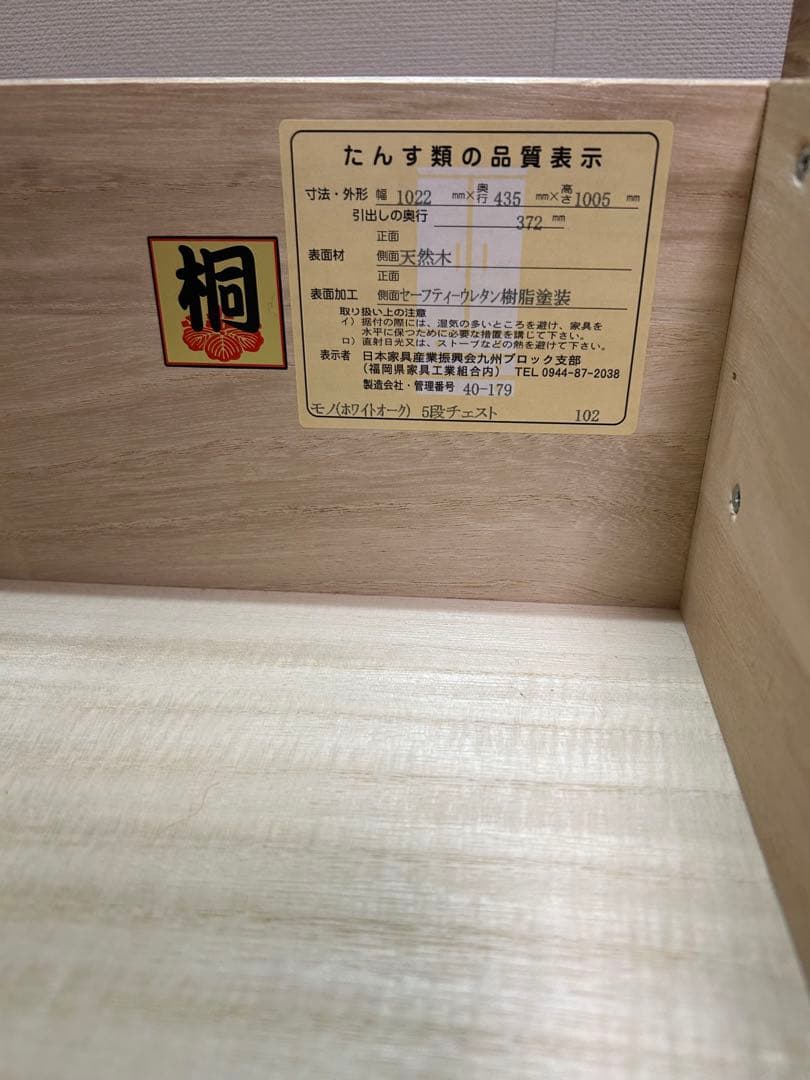 桐
たんす類の品質表示
寸法・外形 幅 1022 mm×奥行 435 mm×高さ 1005 mm
引出しの奥行 372 mm
正面
表面材 側面 天然木
正面
表面加工 側面 セーフティーウレタン樹脂塗装
取り扱い上の注意
イ）据付の際には、湿気の多いところを避け、家具を
水平に保つために必要な措置を講じて下さい。
ロ）直射日光又は、ストーブなどの熱を避けて下さい。
表示者 日本家具産業振興会九州ブロック支部
（福岡県家具工業組合内） TEL 0944-87-2038
製造会社・管理番号 40-179
モノ(ホワイトオーク) 5段チェスト 102